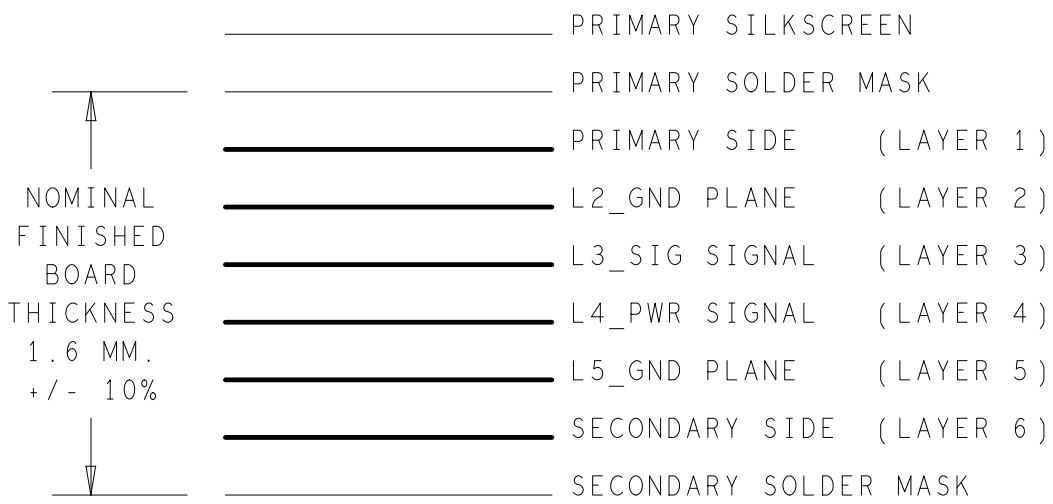 PRIMARY SILKSCREEN
PRIMARY SOLDER MASK
PRIMARY SIDE (LAYER 1)
L2_GND PLANE (LAYER 2)
L3_SIG SIGNAL (LAYER 3)
L4_PWR SIGNAL (LAYER 4)
L5_GND PLANE (LAYER 5)
SECONDARY SIDE (LAYER 6)
SECONDARY SOLDER MASK
NOMINAL
FINISHED
BOARD
THICKNESS
1.6 MM.
+/- 10%